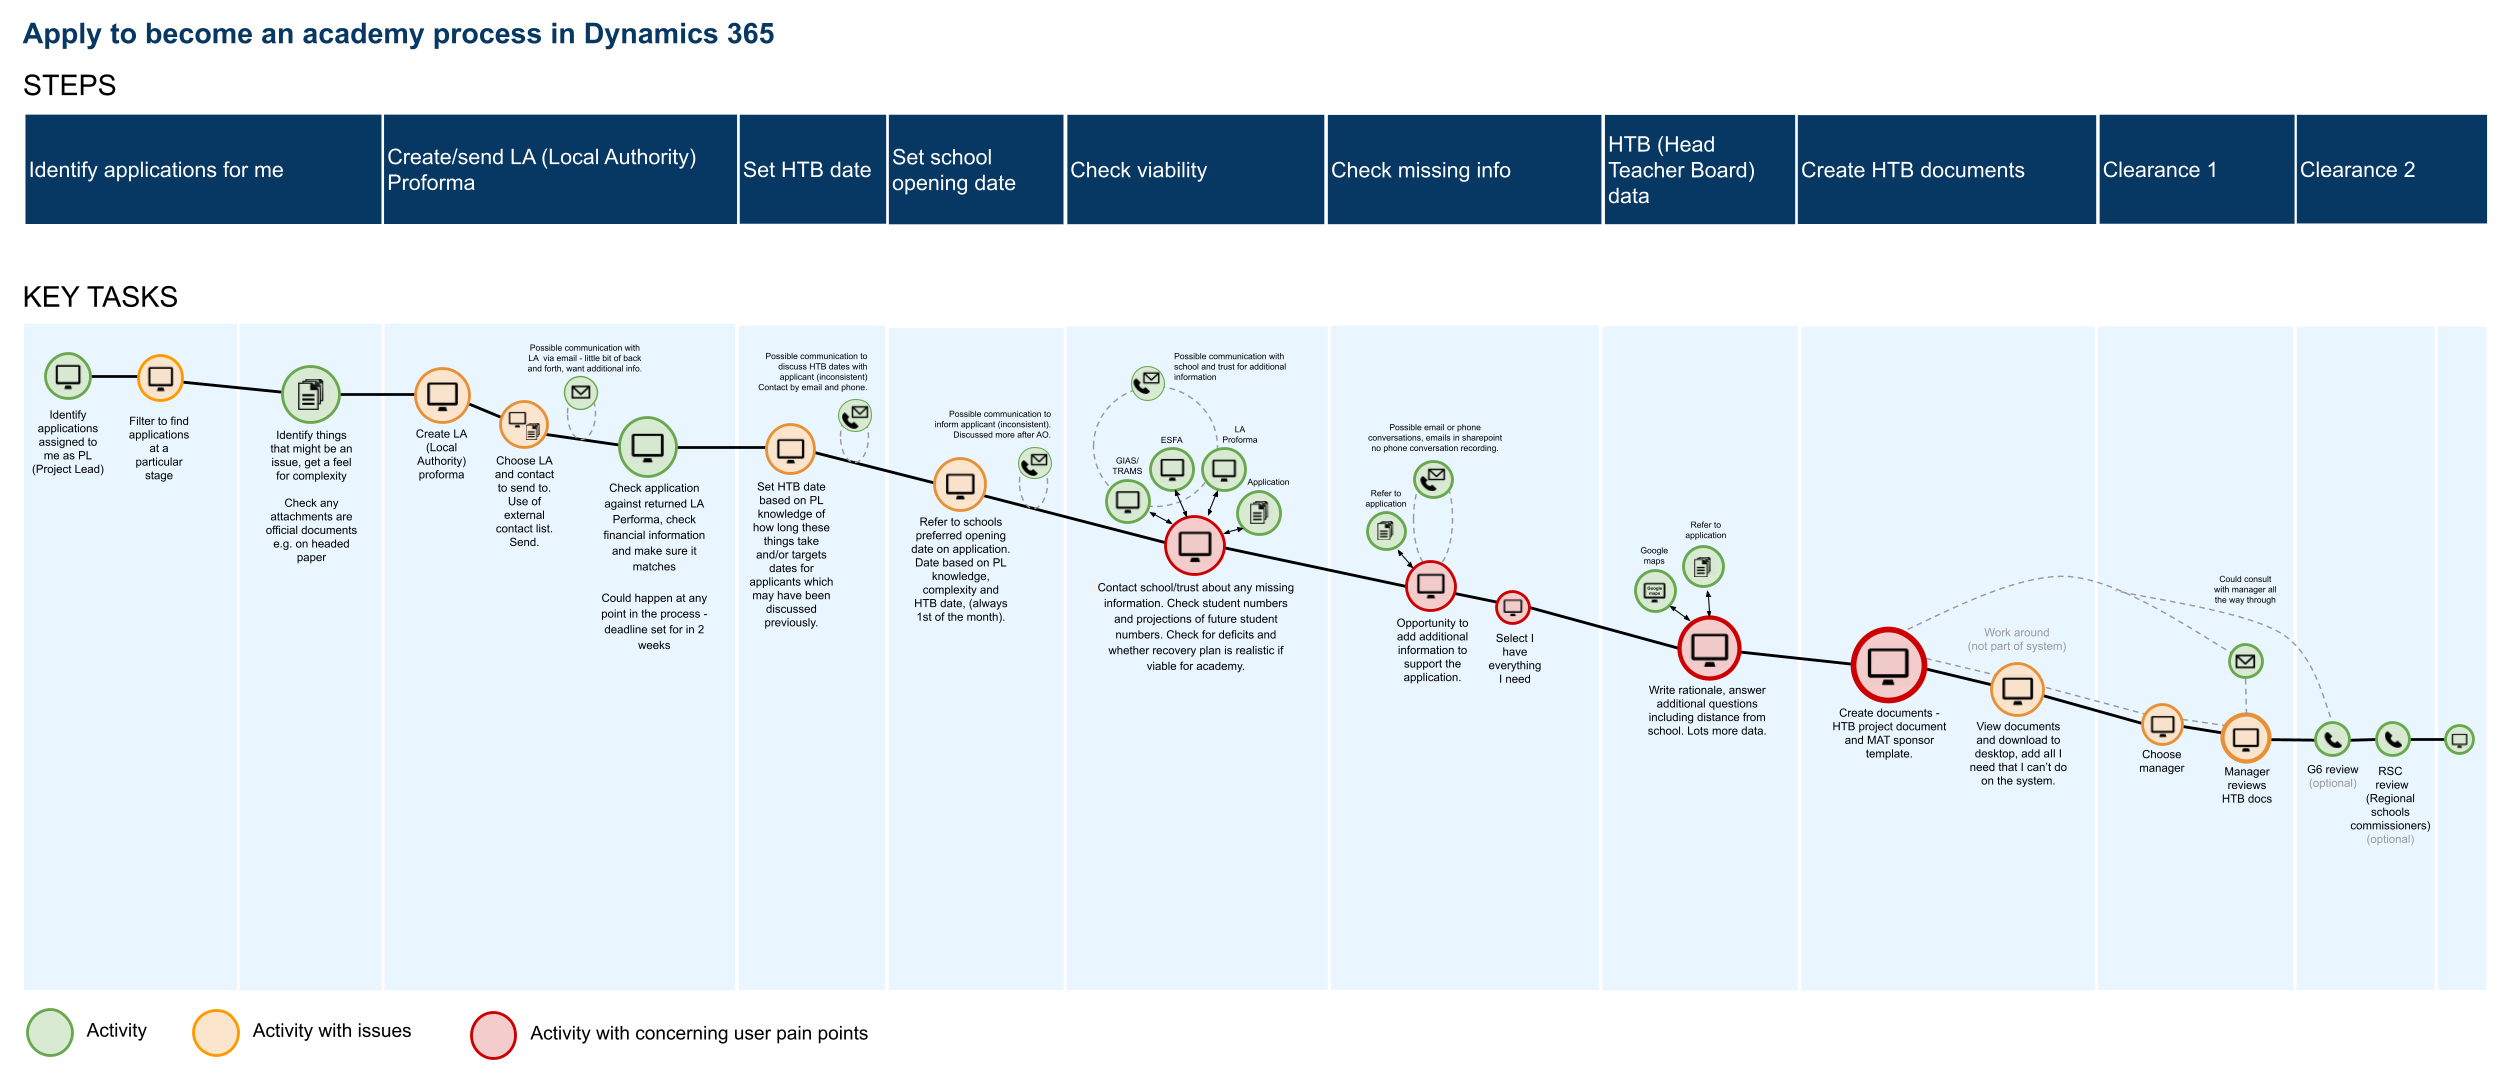 Apply to become an academy process in Dynamics 365
STEPS
Identify applications for me
Create/send LA (Local Authority)
Proforma
Set HTB date
Set school
opening date
Check viability
Check missing info
HTB (Head
Teacher Board)
data
Create HTB documents
Clearance 1
Clearance 2
KEY TASKS
Identify
applications
assigned to
me as PL
(Project Lead)
Filter to find
applications
at a
particular
stage
Identify things
that might be an
issue, get a feel
for complexity
Check any
attachments are
official documents
e.g. on headed
paper
Create LA
(Local
Authority)
proforma
Choose LA
and contact
to send to.
Use of
external
contact list.
Send.
Possible communication with
LA via email - little bit of back
and forth, want additional info.
Check application
against returned LA
Performa, check
financial information
and make sure it
matches
Could happen at any
point in the process -
deadline set for in 2
weeks
Possible communication to
discuss HTB dates with
applicant (inconsistent)
Contact by email and phone.
Set HTB date
based on PL
knowledge of
how long these
things take
and/or targets
dates for
applicants which
may have been
discussed
previously.
Possible communication to
inform applicant (inconsistent).
Discussed more after AO.
Refer to schools
preferred opening
date on application.
Date based on PL
knowledge,
complexity and
HTB date, (always
1st of the month).
Possible communication with
school and trust for additional
information
GIAS/
TRAMS
ESFA
LA
Proforma
Application
Contact school/trust about any missing
information. Check student numbers
and projections of future student
numbers. Check for deficits and
whether recovery plan is realistic if
viable for academy.
Possible email or phone
conversations, emails in sharepoint
no phone conversation recording.
Refer to
application
Opportunity to
add additional
information to
support the
application.
Select I
have
everything
I need
Google
maps
Google
maps
Refer to
application
Write rationale, answer
additional questions
including distance from
school. Lots more data.
Create documents -
HTB project document
and MAT sponsor
template.
Work around
(not part of system)
View documents
and download to
desktop, add all I
need that I can't do
on the system.
Could consult
with manager all
the way through
Choose
manager
Manager
reviews
HTB docs
G6 review
(optional)
RSC
review
(Regional
schools
commissioners)
(optional)
Activity
Activity with issues
Activity with concerning user pain points